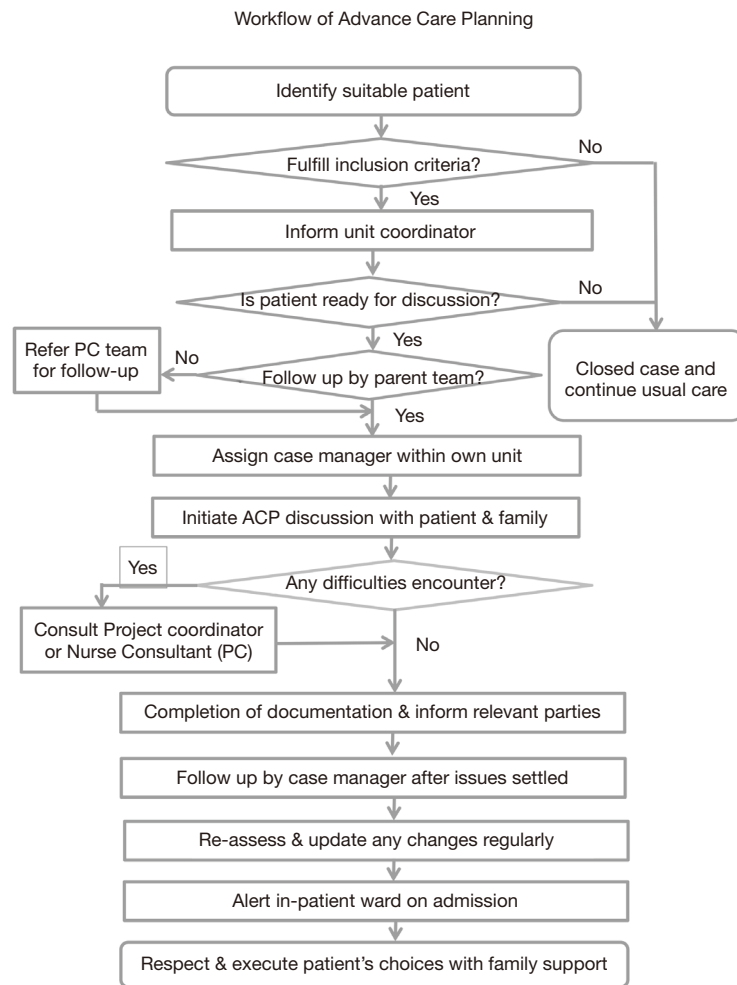 Workflow of Advance Care Planning
Identify suitable patient
No
Fulfill inclusion criteria?
Yes
Inform unit coordinator
Is patient ready for discussion?
No
Yes
Refer PC team
for follow-up
No
Follow up by parent team?
Closed case and
continue usual care
Yes
Assign case manager within own unit
Initiate ACP discussion with patient & family
Yes
Any difficulties encounter?
Consult Project coordinator
or Nurse Consultant (PC)
No
Completion of documentation & inform relevant parties
Follow up by case manager after issues settled
Re-assess & update any changes regularly
Alert in-patient ward on admission
Respect & execute patient's choices with family support